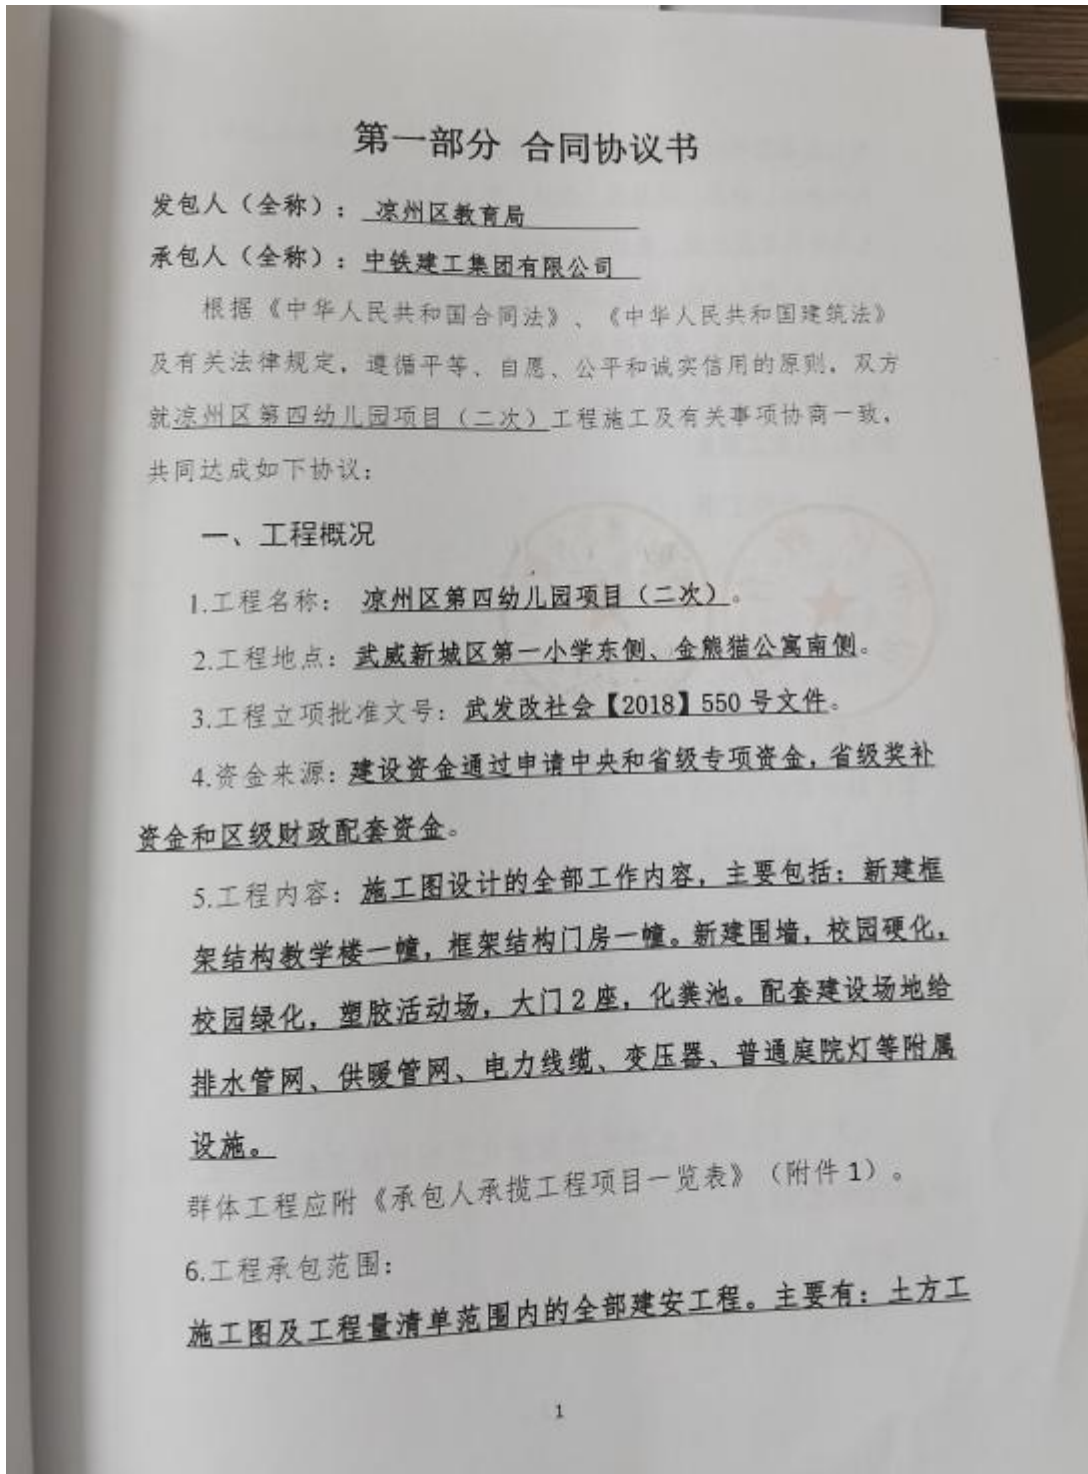 第一部分 合同协议书
发包人（全称）：凉州区教育局
承包人（全称）：中铁建工集团有限公司
根据《中华人民共和国合同法》、《中华人民共和国建筑法》
及有关法律规定，遵循平等、自愿、公平和诚实信用的原则，双方
就凉州区第四幼儿园项目（二次）工程施工及有关事项协商一致，
共同达成如下协议：
一、工程概况
1.工程名称： 凉州区第四幼儿园项目（二次）。
2.工程地点：武威新城区第一小学东侧、金熊猫公寓南侧。
3.工程立项批准文号：武发改社会【2018】550 号文件。
4.资金来源：建设资金通过申请中央和省级专项资金，省级奖补
资金和区级财政配套资金。
5.工程内容：施工图设计的全部工作内容，主要包括：新建框
架结构教学楼一幢，框架结构门房一幢。新建围墙，校园硬化，
校园绿化，塑胶活动场，大门 2 座，化粪池。配套建设场地给
排水管网、供暖管网、电力线缆、变压器、普通庭院灯等附属
设施。
群体工程应附《承包人承揽工程项目一览表》（附件 1）。
6.工程承包范围：
施工图及工程量清单范围内的全部建安工程。主要有：土方工
1